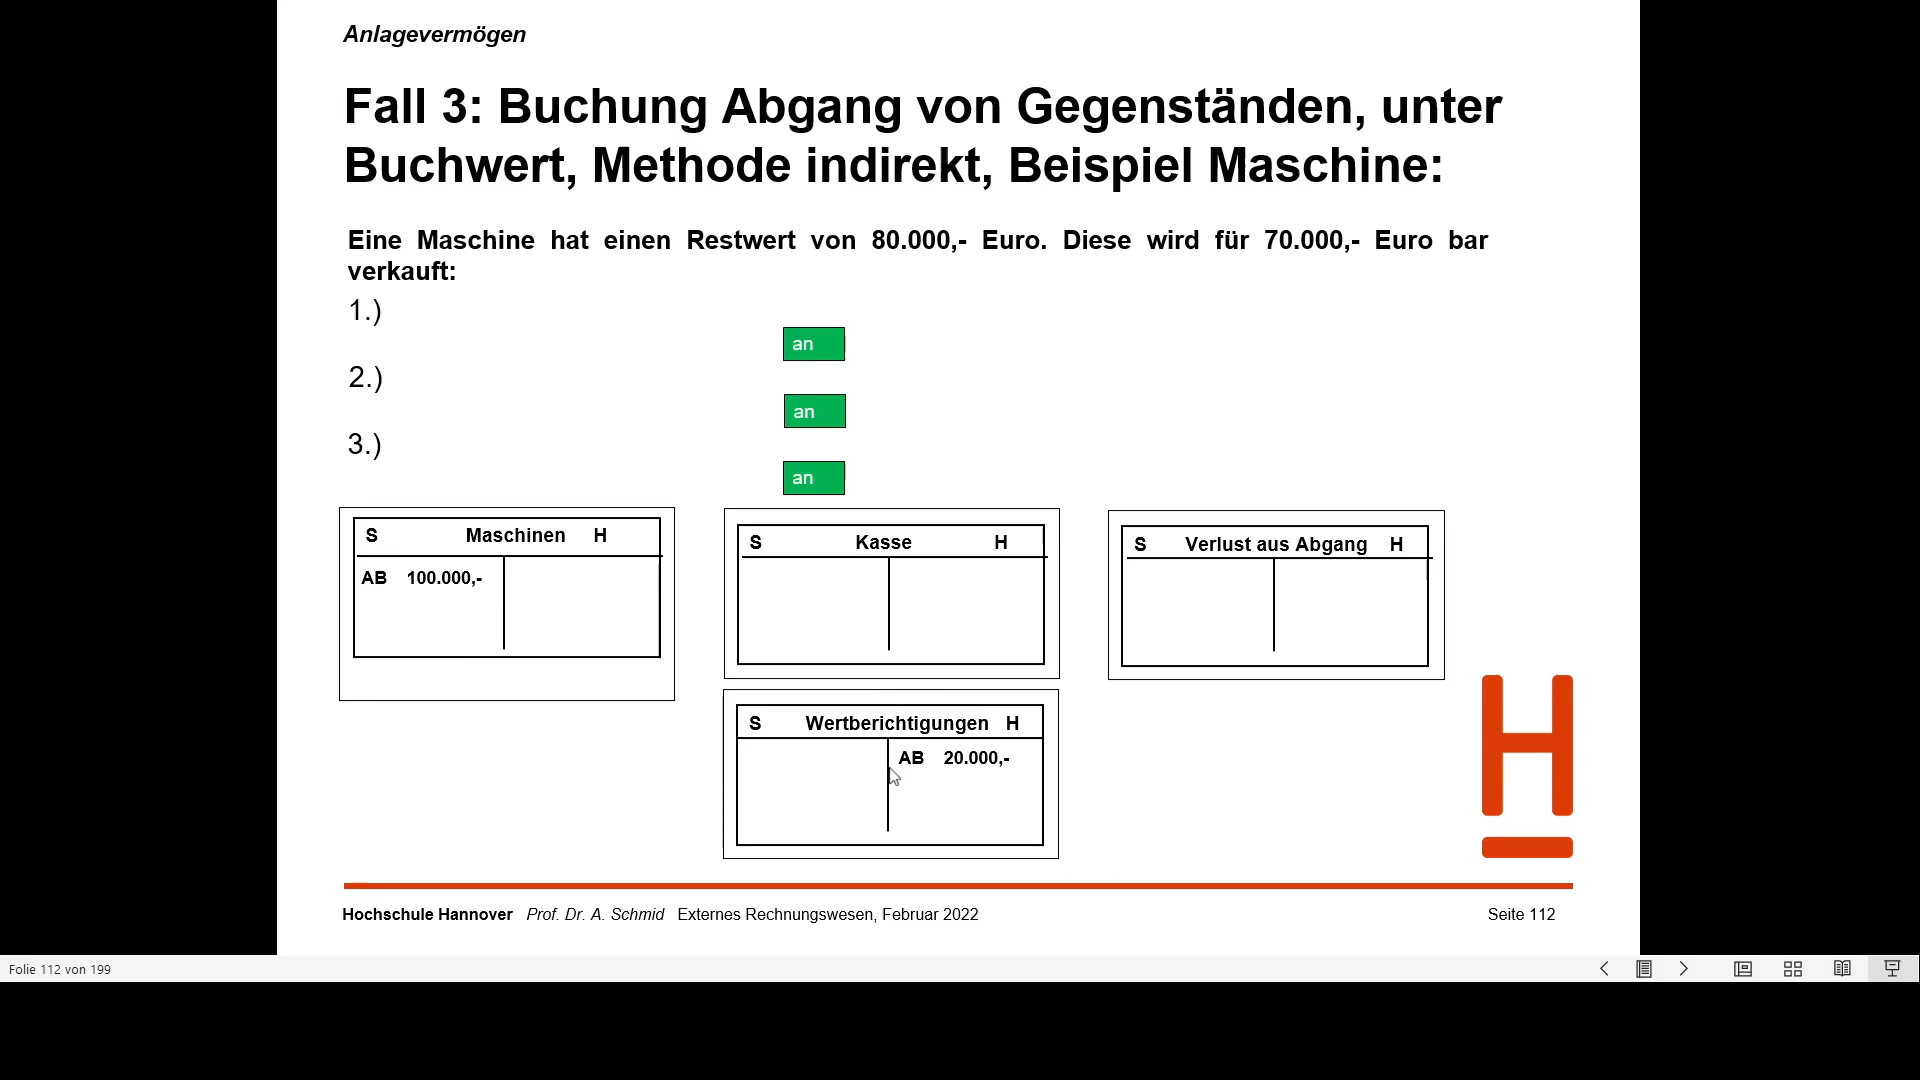 Anlagevermögen
Fall 3: Buchung Abgang von Gegenständen, unter
Buchwert, Methode indirekt, Beispiel Maschine:
Eine Maschine hat einen Restwert von 80.000,- Euro. Diese wird für 70.000,- Euro bar
verkauft:
1.)
an
2.)
an
3.)
an
S Maschinen H
AB 100.000,-
S Kasse H
S Verlust aus Abgang H
S Wertberichtigungen H
AB 20.000,-
H
Hochschule Hannover Prof. Dr. A. Schmid Externes Rechnungswesen, Februar 2022
Seite 112
Folie 112 von 199